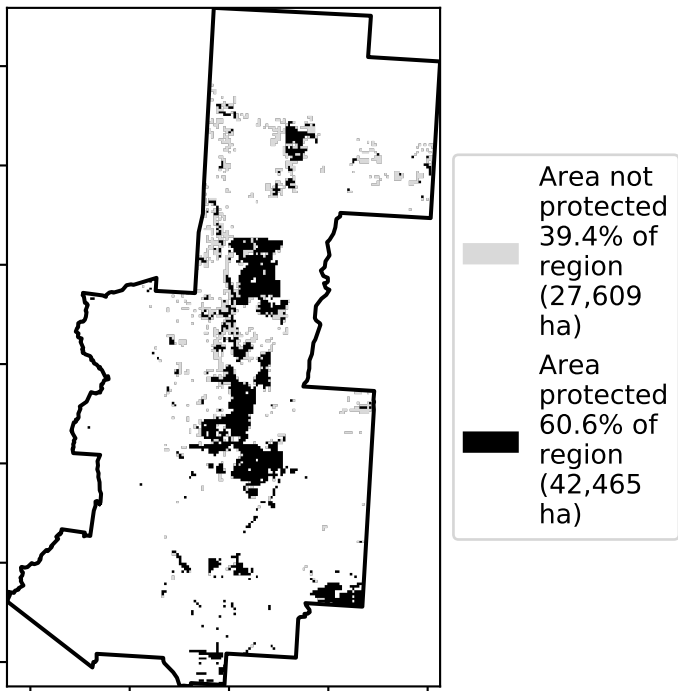 Area not
protected
39.4% of
region
(27,609
ha)
Area
protected
60.6% of
region
(42,465
ha)